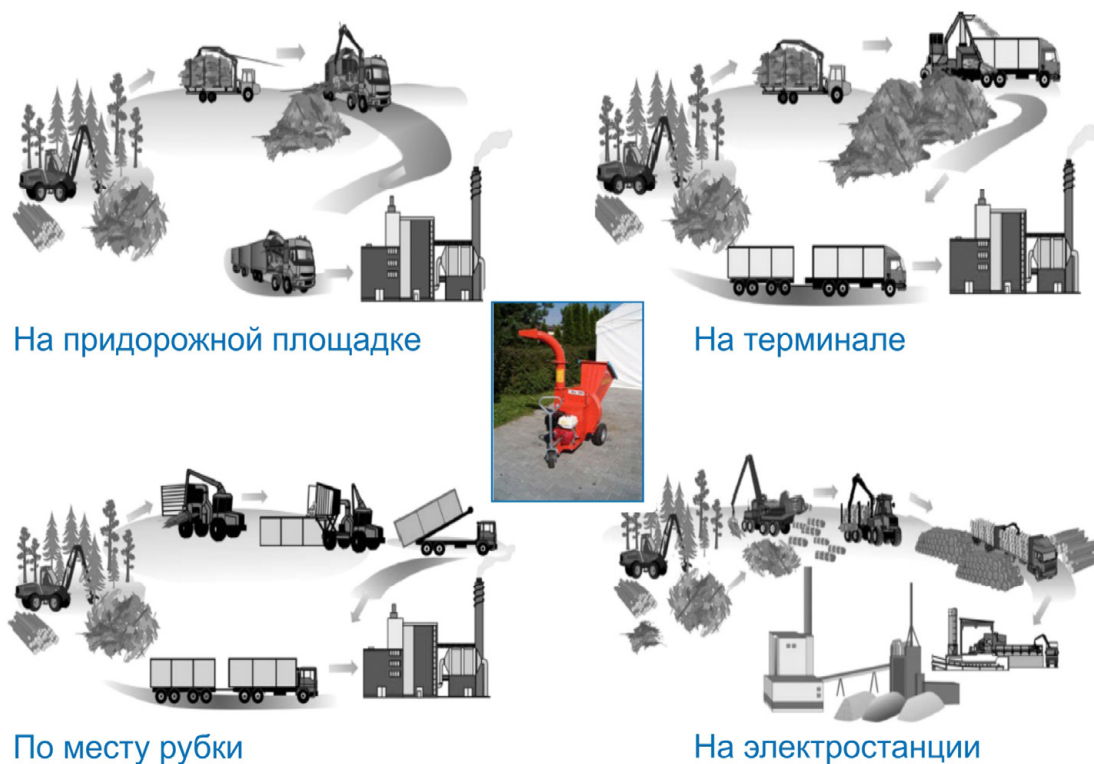 На придорожной площадке
На терминале
По месту рубки
На электростанции